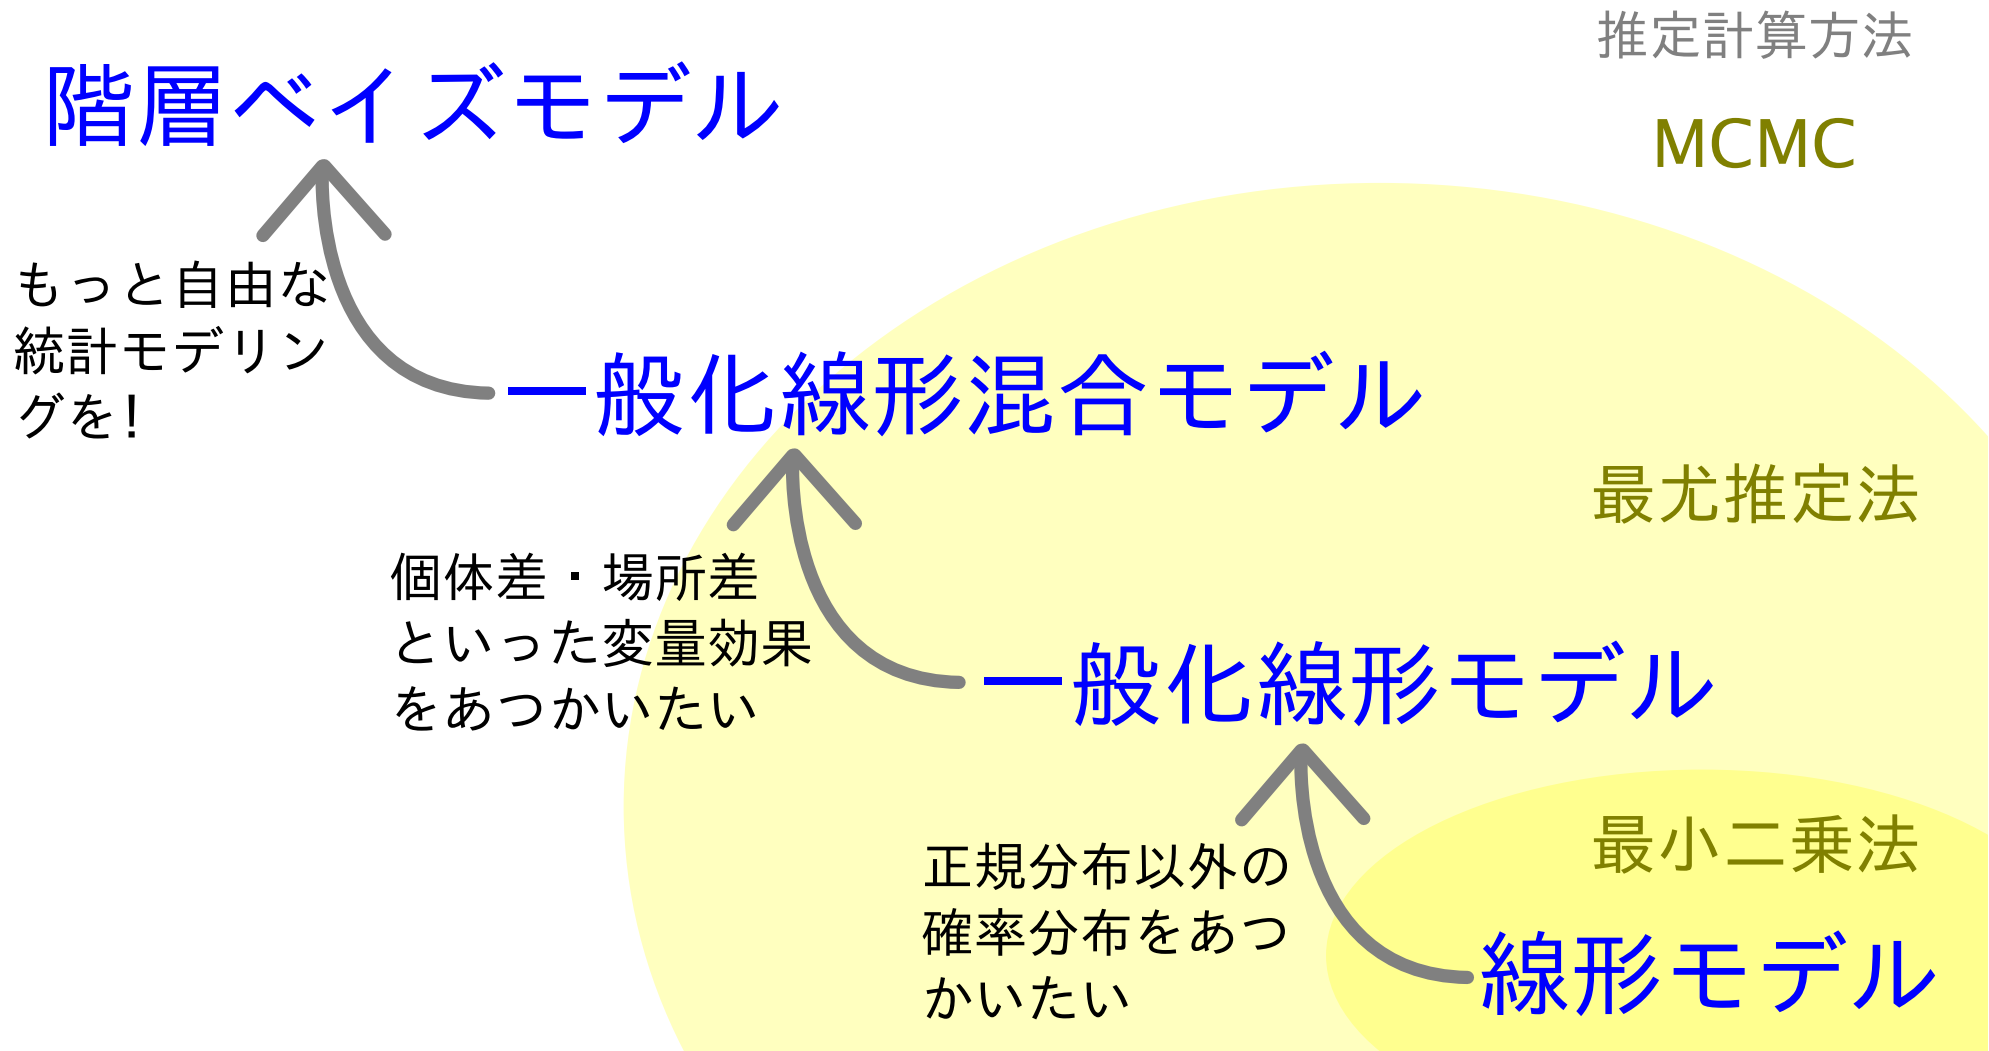 推定計算方法
階層ベイズモデル
MCMC
もっと自由な
統計モデリン
グを!
一般化線形混合モデル
最尤推定法
個体差・場所差
といった変量効果
をあつかいたい
一般化線形モデル
最小二乗法
正規分布以外の
確率分布をあつ
かいたい
線形モデル